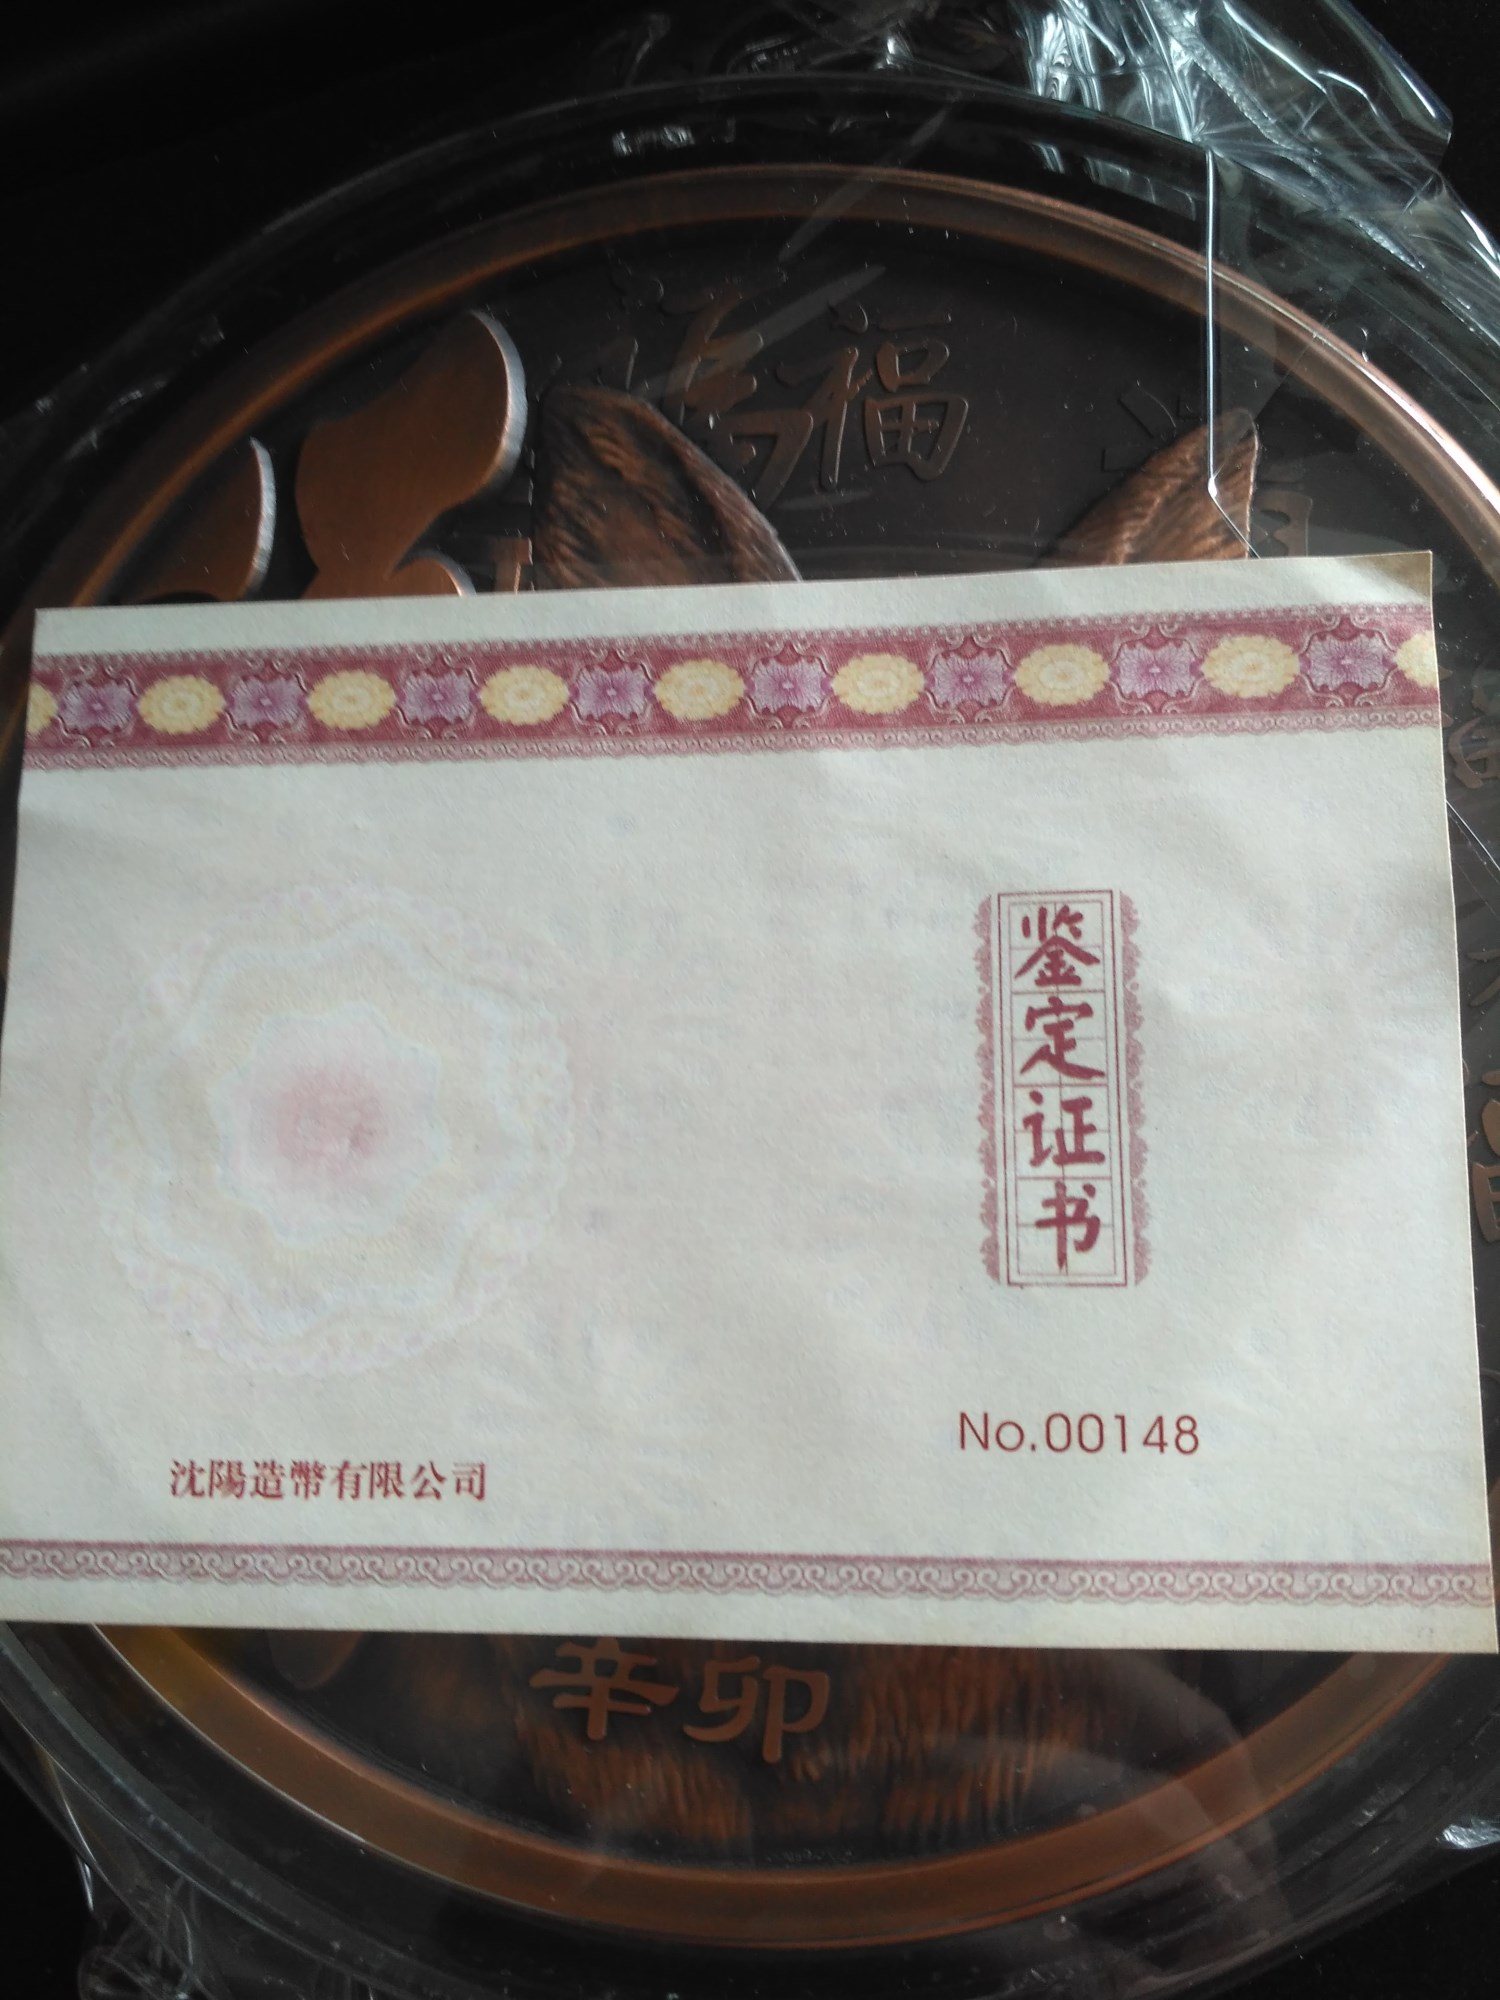 福
鉴定证书
No.00148
沈陽造幣有限公司
辛卯